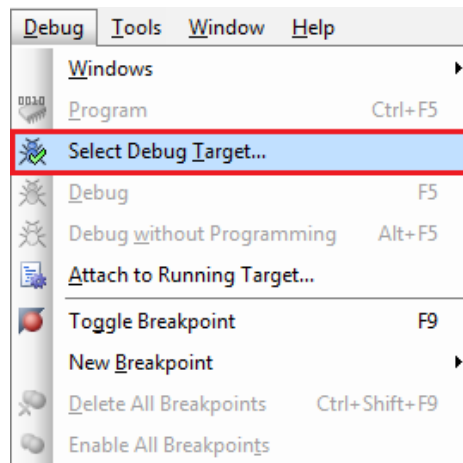 Debug Tools Window Help
Windows
0010
Program Ctrl+F5
Select Debug Target...
Debug F5
Debug without Programming Alt+F5
Attach to Running Target...
Toggle Breakpoint F9
New Breakpoint
Delete All Breakpoints Ctrl+Shift+F9
Enable All Breakpoints